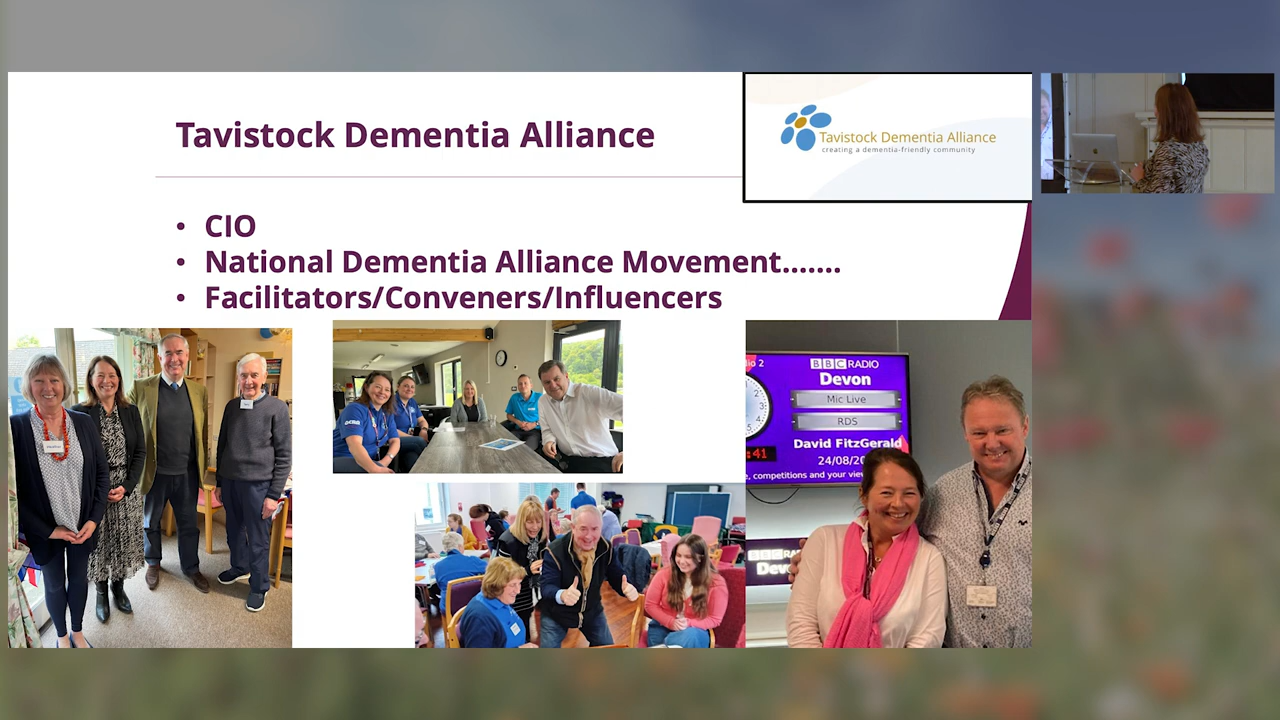 Tavistock Dementia Alliance
Tavistock Dementia Alliance
creating a dementia-friendly community
• CIO
• National Dementia Alliance Movement.......
• Facilitators/Conveners/Influencers
BBC RADIO
Devon
Mic Live
RDS
David FitzGerald
:41
24/08/20
e, competitions and your view
BBC RA
Dev